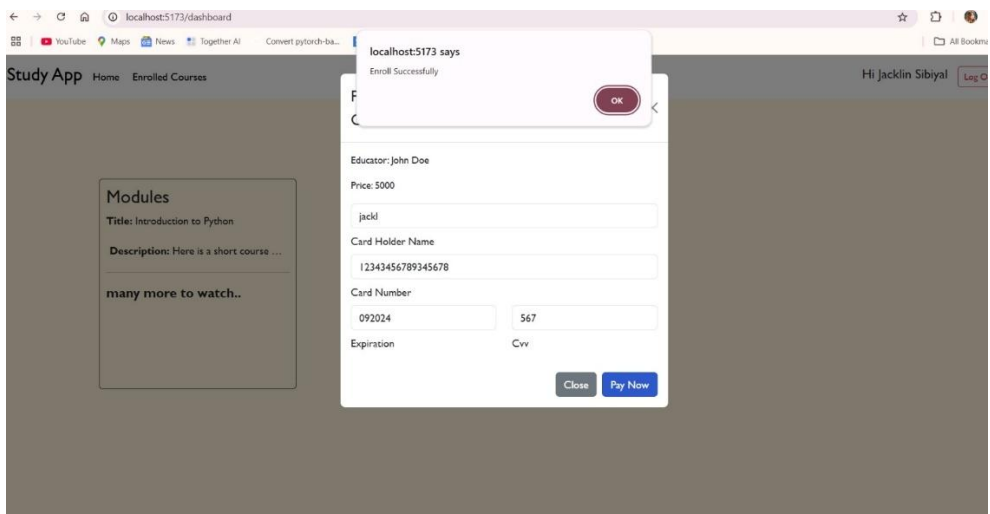 localhost:5173/dashboard
YouTube Maps News Together AI Convert pytorch-ba... All Bookma
localhost:5173 says
Enroll Successfully
OK
Study App Home Enrolled Courses Hi Jacklin Sibiyal Log O
Educator: John Doe
Price: 5000
Modules
Title: Introduction to Python
Description: Here is a short course ...
many more to watch..
jackl
Card Holder Name
12343456789345678
Card Number
092024 567
Expiration Cvv
Close Pay Now